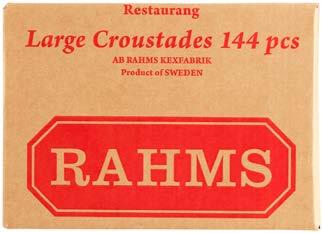 Restaurang
Large Croustades 144 pcs
AB RAHMS KEXFABRIK
Product of SWEDEN
RAHMS